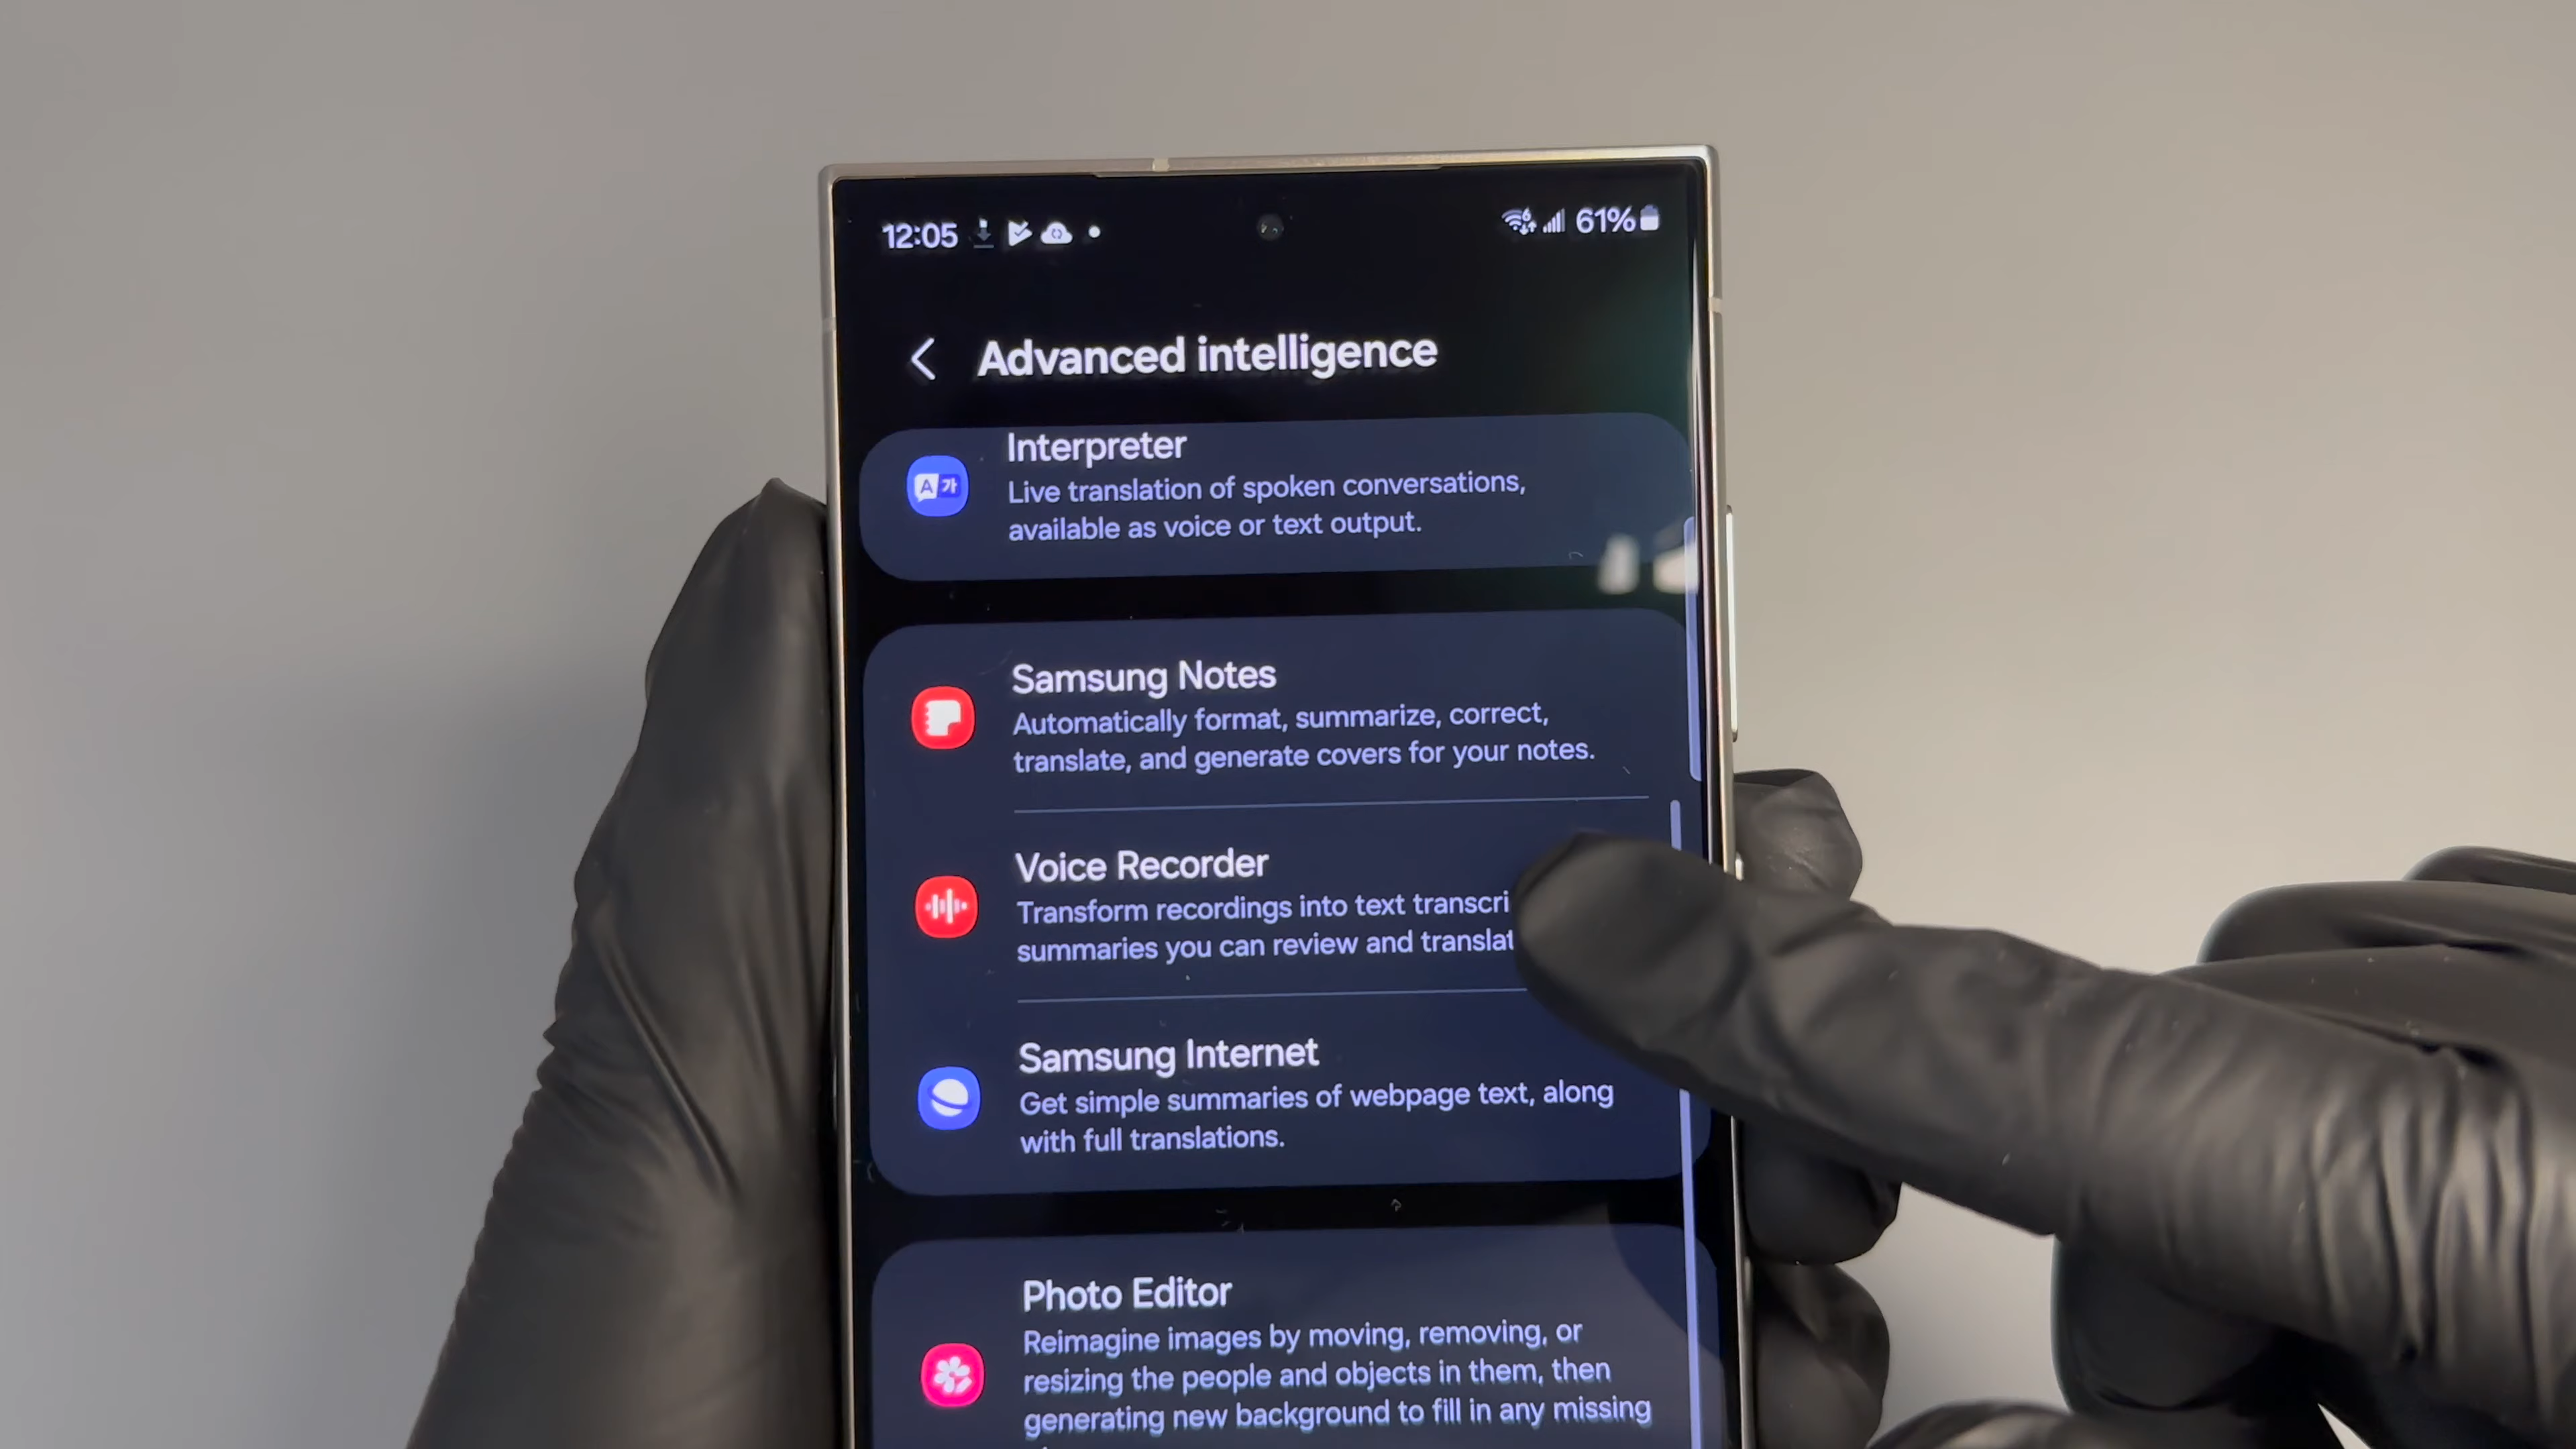 12:05 61%
Advanced intelligence
A 가
Interpreter
Live translation of spoken conversations,
available as voice or text output.
Samsung Notes
Automatically format, summarize, correct,
translate, and generate covers for your notes.
Voice Recorder
Transform recordings into text
summaries you can review and
Samsung Internet
Get simple summaries of webpage text, along
with full translations.
Photo Editor
Reimagine images by moving, removing, or
resizing the people and objects in them, then
generating new background to fill in any missing